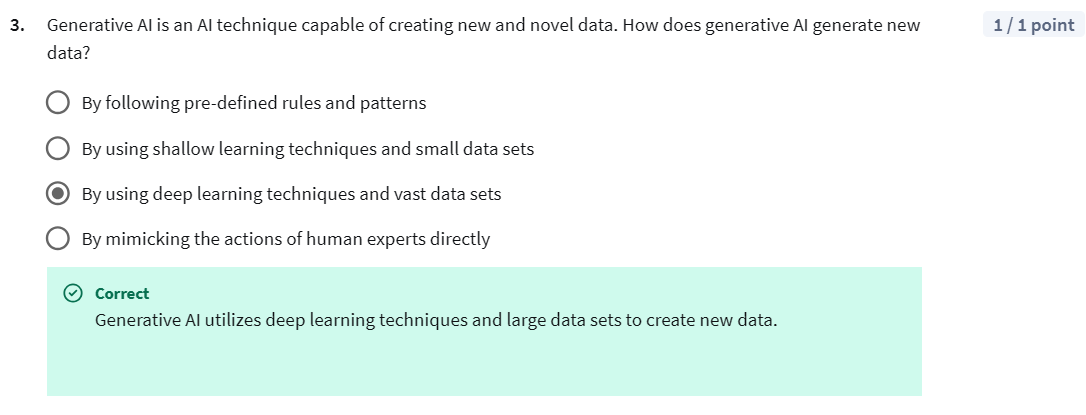 3. Generative AI is an AI technique capable of creating new and novel data. How does generative AI generate new
1 / 1 point
data?
By following pre-defined rules and patterns
By using shallow learning techniques and small data sets
By using deep learning techniques and vast data sets
By mimicking the actions of human experts directly
Correct
Generative AI utilizes deep learning techniques and large data sets to create new data.